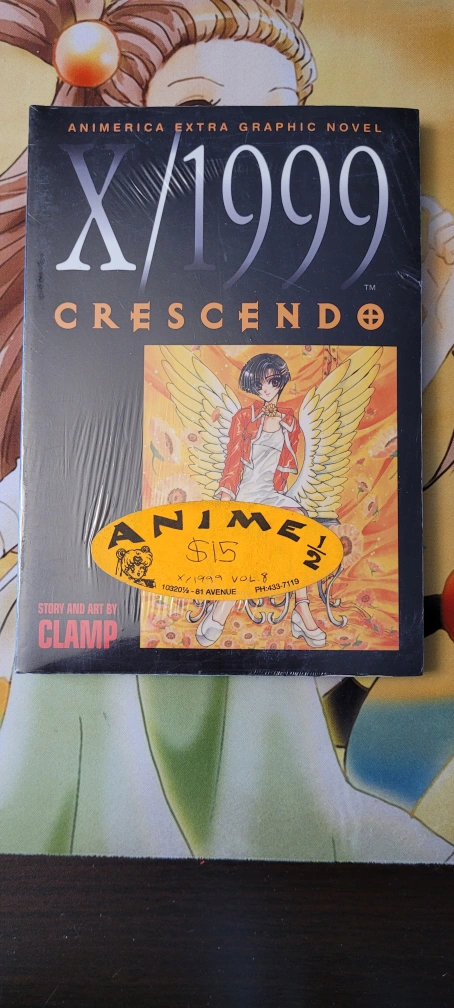 ANIMERICA EXTRA GRAPHIC NOVEL
X/1999
TM
CRESCENDO
ANIME 1/2
$15
X/1999 VOL.8
10320½ - 81 AVENUE PH:433-7119
STORY AND ART BY
CLAMP